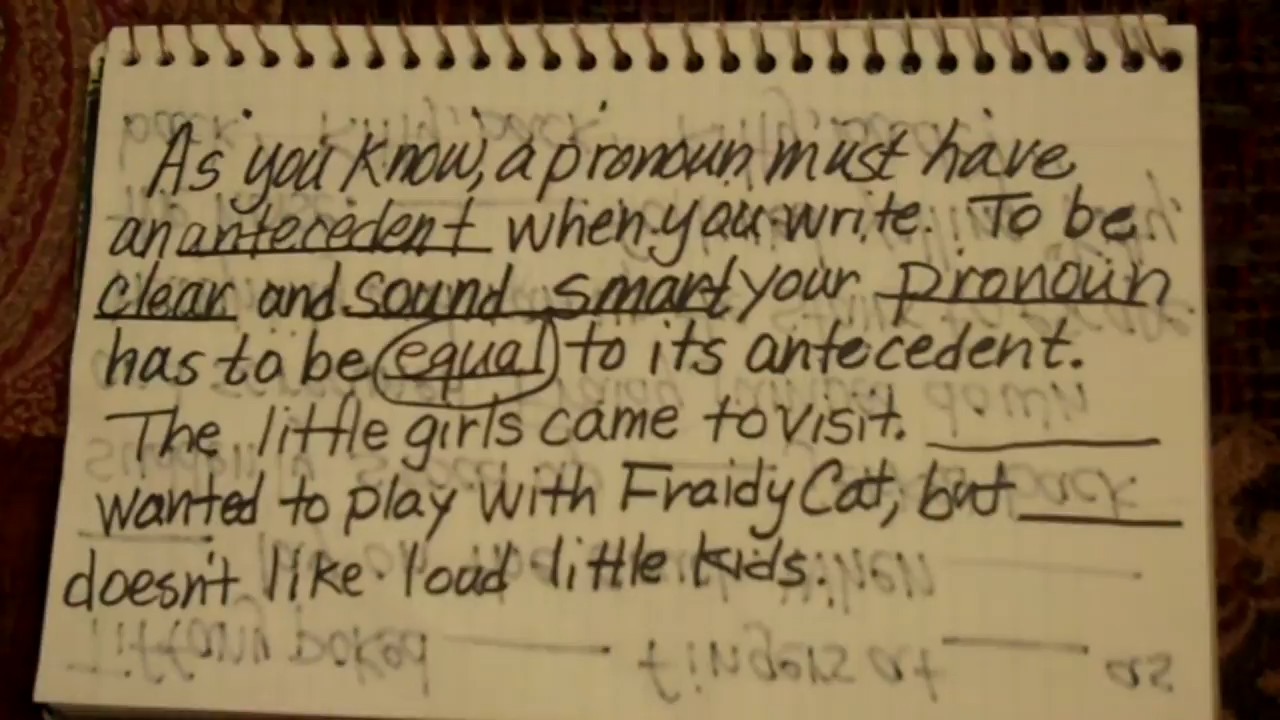 As you know, a pronoun must have
an antecedent when you write. To be
clear and sound smart your pronoun
has to be equal to its antecedent.
The little girls came to visit. ________
wanted to play with Fraidy Cat, but ________
doesn't like loud little kids.